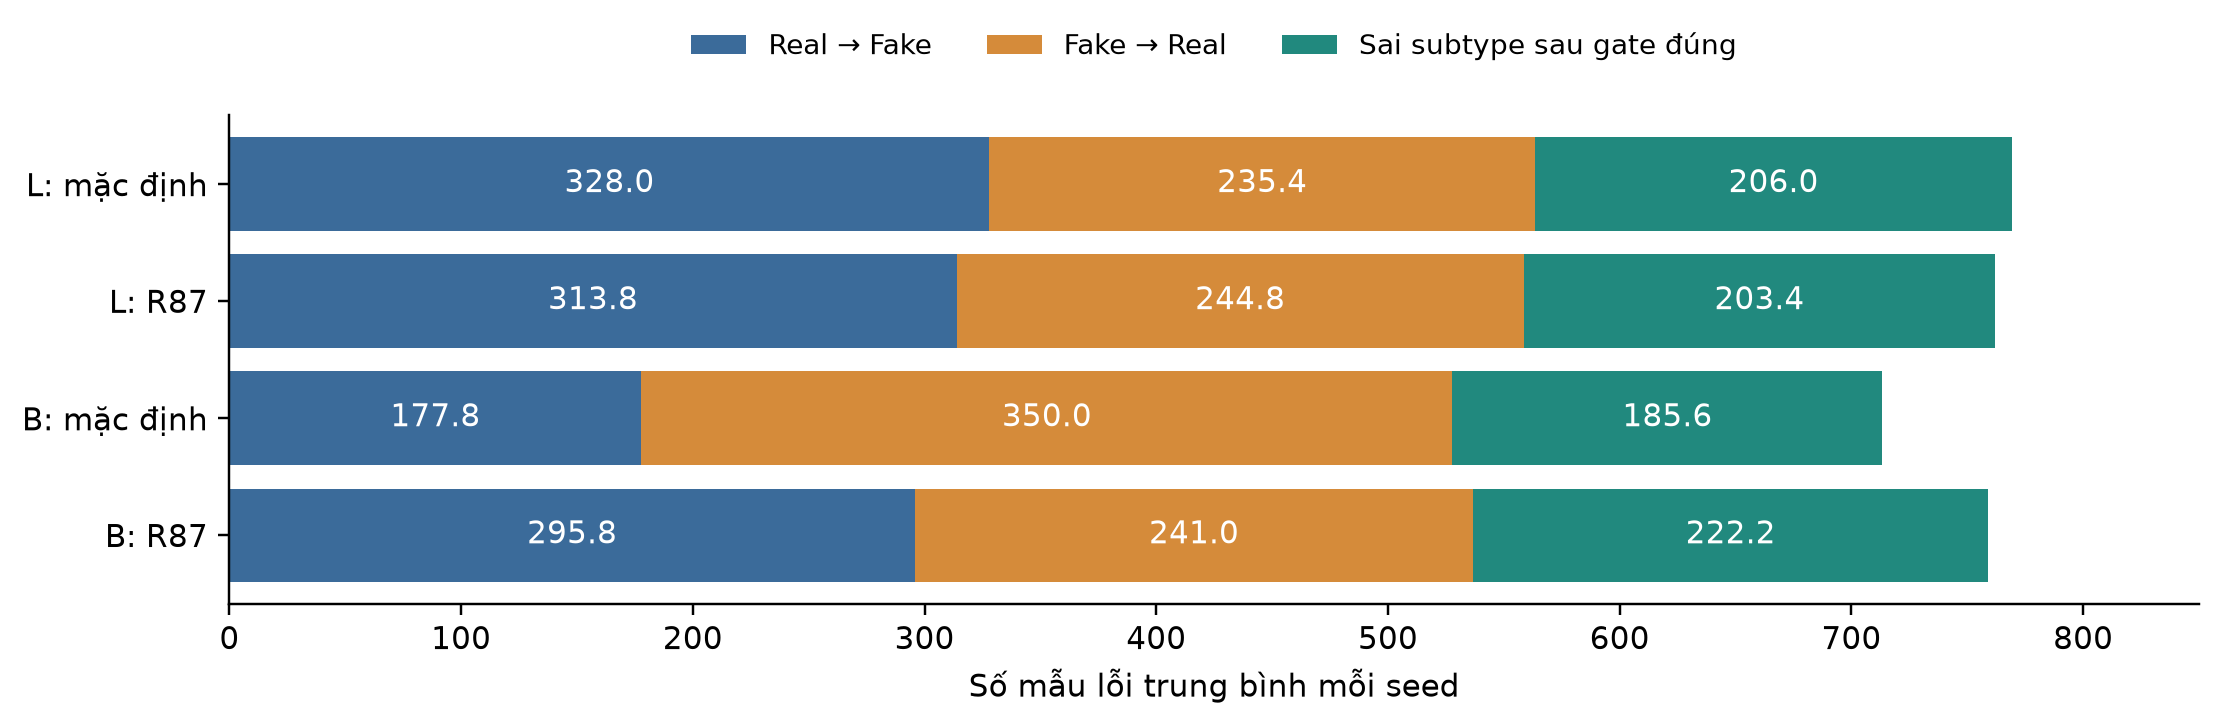 Real → Fake Fake → Real Sai subtype sau gate đúng
L: mặc định 328.0 235.4 206.0
L: R87 313.8 244.8 203.4
B: mặc định 177.8 350.0 185.6
B: R87 295.8 241.0 222.2
0 100 200 300 400 500 600 700 800
Số mẫu lỗi trung bình mỗi seed